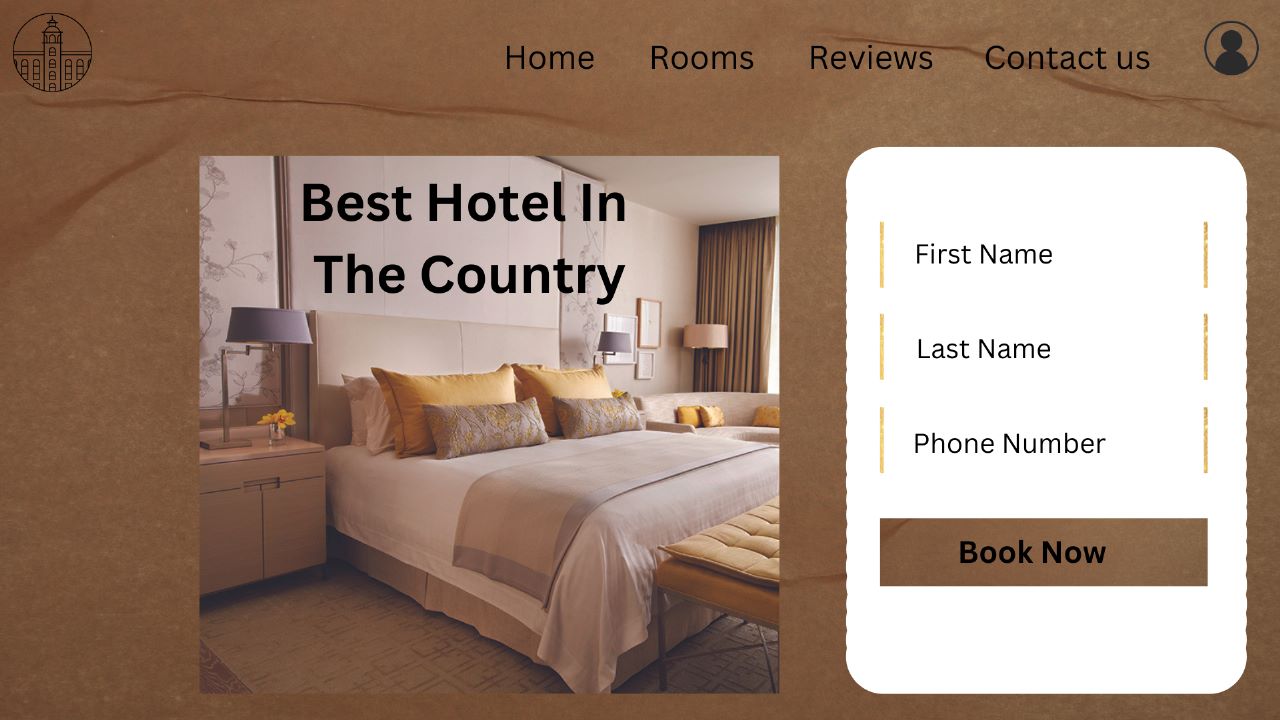 Home
Rooms
Reviews
Contact us
Best Hotel In
The Country
First Name
Last Name
Phone Number
Book Now